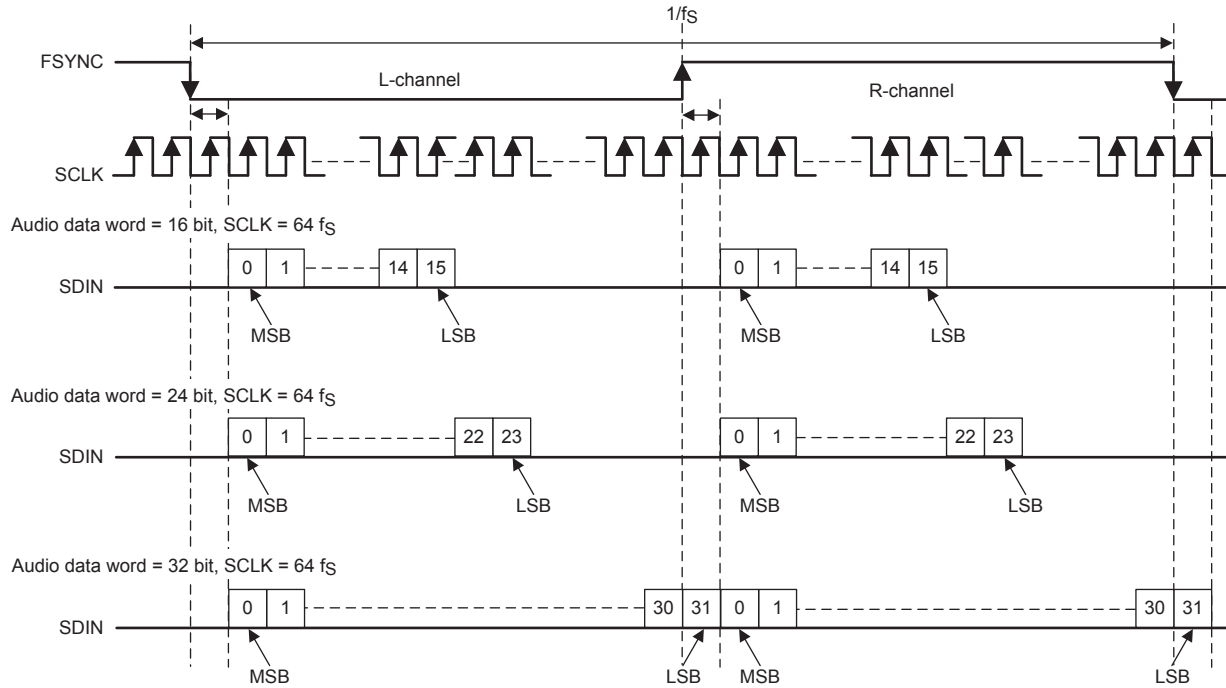 1/fS
FSYNC
L-channel
R-channel
SCLK
Audio data word = 16 bit, SCLK = 64 fS
0 1 14 15 0 1 14 15
SDIN
MSB LSB MSB LSB
Audio data word = 24 bit, SCLK = 64 fS
0 1 22 23 0 1 22 23
SDIN
MSB LSB MSB LSB
Audio data word = 32 bit, SCLK = 64 fS
0 1 30 31 0 1 30 31
SDIN
MSB LSB MSB LSB